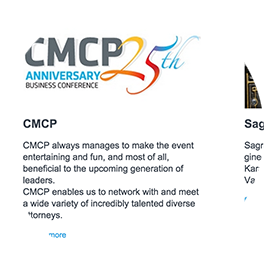 CMCP 25th
ANNIVERSARY
BUSINESS CONFERENCE
CMCP
CMCP always manages to make the event
entertaining and fun, and most of all,
beneficial to the upcoming generation of
leaders.
CMCP enables us to network with and meet
a wide variety of incredibly talented diverse
attorneys.
more
Sag
Sagr
gine
Kar
Va